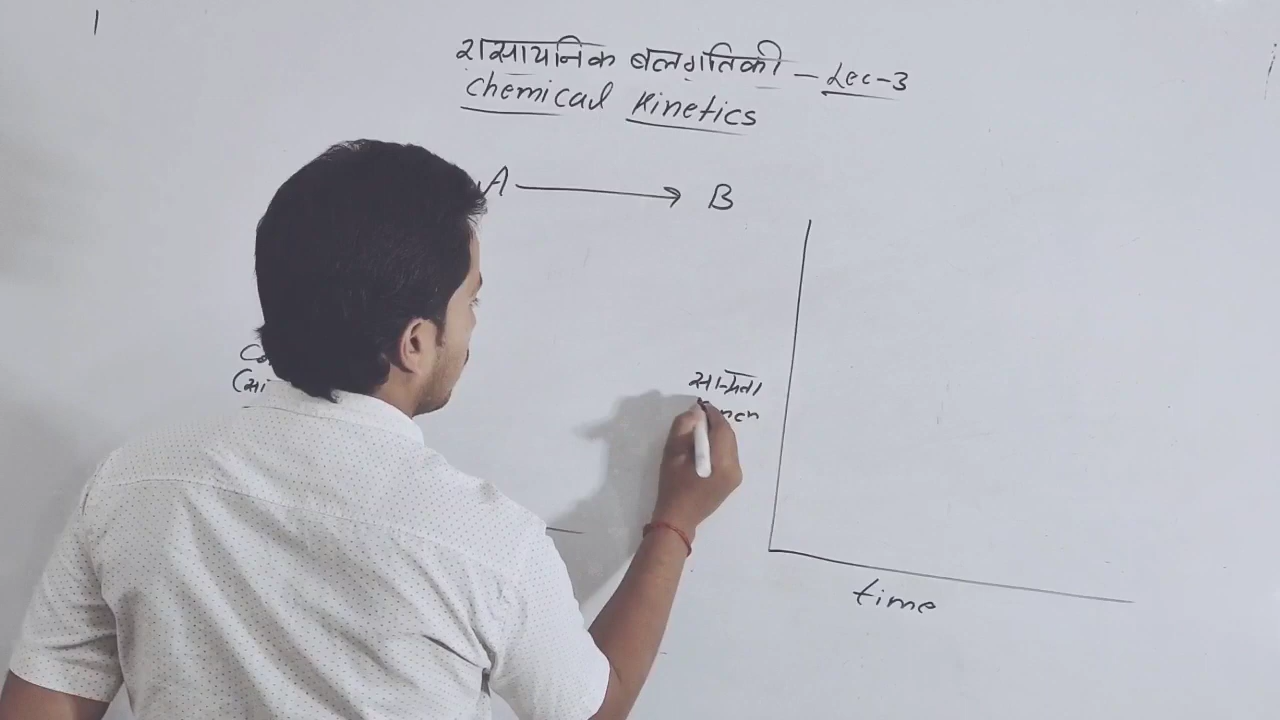 रासायनिक बलगतिकी - Lec-3
Chemical Kinetics
A ⟶ B
सान्द्रता
time